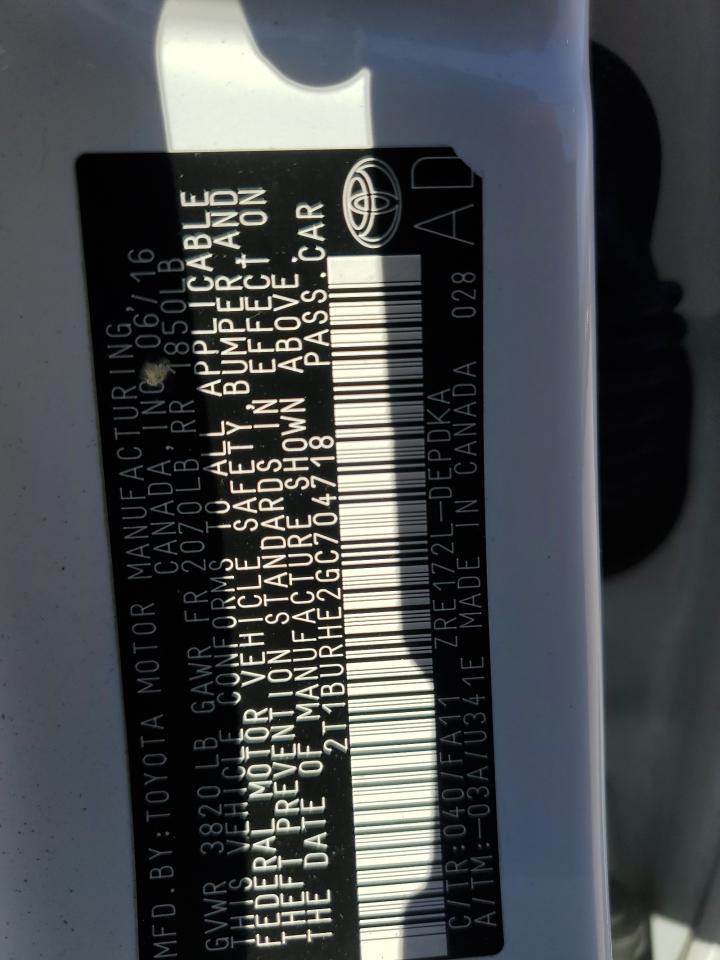 MFD.BY:TOYOTA MOTOR MANUFACTURING,
CANADA, INC 06/16
GVWR 3820LB GAWR FR 2070LB RR 1850LB
THIS VEHICLE CONFORMS TO ALL APPLICABLE
FEDERAL MOTOR VEHICLE SAFETY, BUMPER AND
THEFT PREVENTION STANDARDS IN EFFECT ON
THE DATE OF MANUFACTURE SHOWN ABOVE.
2T1BURHE2GC704718 PASS.CAR
C/TR:040/FA11 ZRE172L-DEPDKA
A/TM:-03A/U341E MADE IN CANADA 028
AD